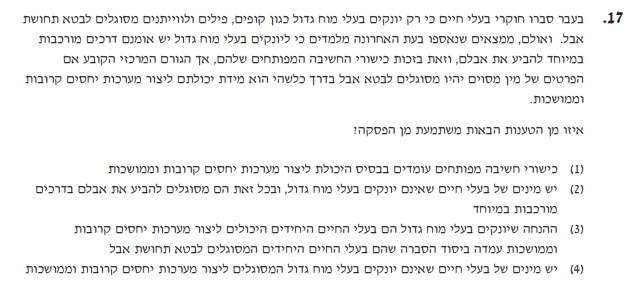 17. בעבר סברו חוקרי בעלי חיים כי רק יונקים בעלי מוח גדול כגון קופים, פילים ולווייתנים מסוגלים לבטא תחושת
אבל. ואולם, ממצאים שנאספו בעת האחרונה מלמדים כי ליונקים בעלי מוח גדול יש אומנם דרכים מורכבות
במיוחד להביע את אבלם, וזאת בזכות כישורי החשיבה המפותחים שלהם, אך הגורם המרכזי הקובע אם
הפרטים של מין מסוים יהיו מסוגלים לבטא אבל בדרך כלשהי הוא מידת יכולתם ליצור מערכות יחסים קרובות
וממושכות.
איזו מן הטענות הבאות משתמעת מן הפסקה?
(1) כישורי חשיבה מפותחים עומדים בבסיס היכולת ליצור מערכות יחסים קרובות וממושכות
(2) יש מינים של בעלי חיים שאינם יונקים בעלי מוח גדול, ובכל זאת הם מסוגלים להביע את אבלם בדרכים
מורכבות במיוחד
(3) ההנחה שיונקים בעלי מוח גדול הם בעלי החיים היחידים היכולים ליצור מערכות יחסים קרובות
וממושכות עמדה ביסוד הסברה שהם בעלי החיים היחידים המסוגלים לבטא תחושת אבל
(4) יש מינים של בעלי חיים שאינם יונקים בעלי מוח גדול המסוגלים ליצור מערכות יחסים קרובות וממושכות